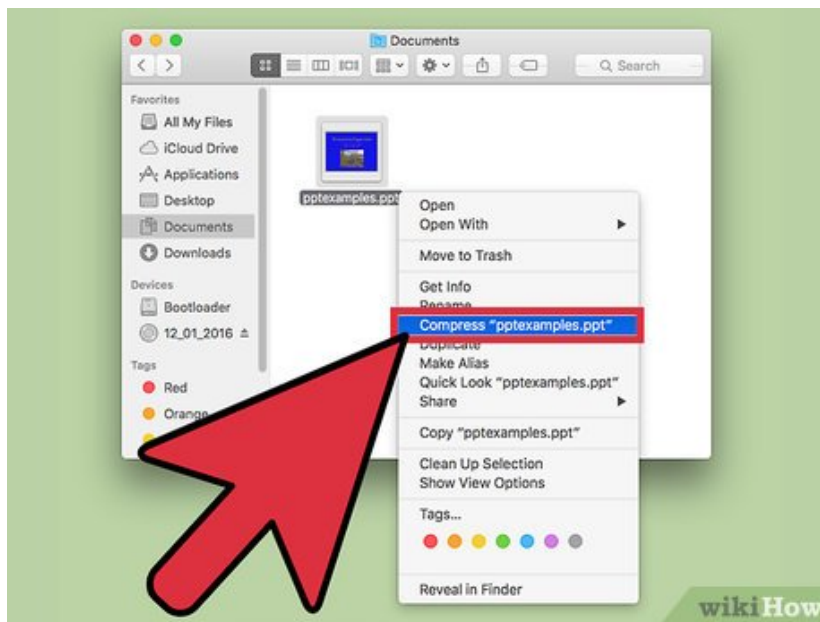 Documents
Search
Favorites
All My Files
iCloud Drive
Applications
Desktop
Documents
Downloads
Devices
Bootloader
12_01_2016
Tags
Red
Orange
pptexamples.ppt
Open
Open With
Move to Trash
Get Info
Rename
Compress "pptexamples.ppt"
Duplicate
Make Alias
Quick Look "pptexamples.ppt"
Share
Copy "pptexamples.ppt"
Clean Up Selection
Show View Options
Tags...
Reveal in Finder
wikiHow